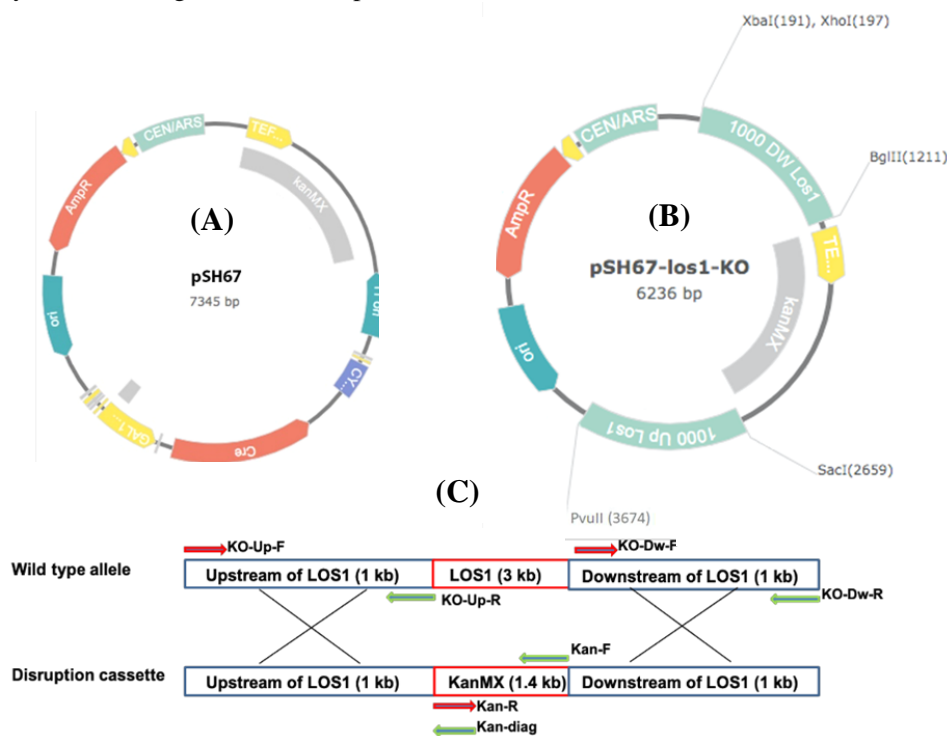 XbaI(191), XhoI(197)
CEN/ARS
TEF...
AmpR
kanMX
(A)
pSH67
7345 bp
ori
f1 ori
CY...
GAL1...
Cre
CEN/ARS
1000 DW Los1
BglII(1211)
AmpR
(B)
TE...
pSH67-los1-KO
6236 bp
kanMX
ori
1000 Up Los1
SacI(2659)
(C)
PvuII (3674)
KO-Up-F
KO-Dw-F
Wild type allele
Upstream of LOS1 (1 kb)
LOS1 (3 kb)
Downstream of LOS1 (1 kb)
KO-Up-R
KO-Dw-R
Kan-F
Disruption cassette
Upstream of LOS1 (1 kb)
KanMX (1.4 kb)
Downstream of LOS1 (1 kb)
Kan-R
Kan-diag